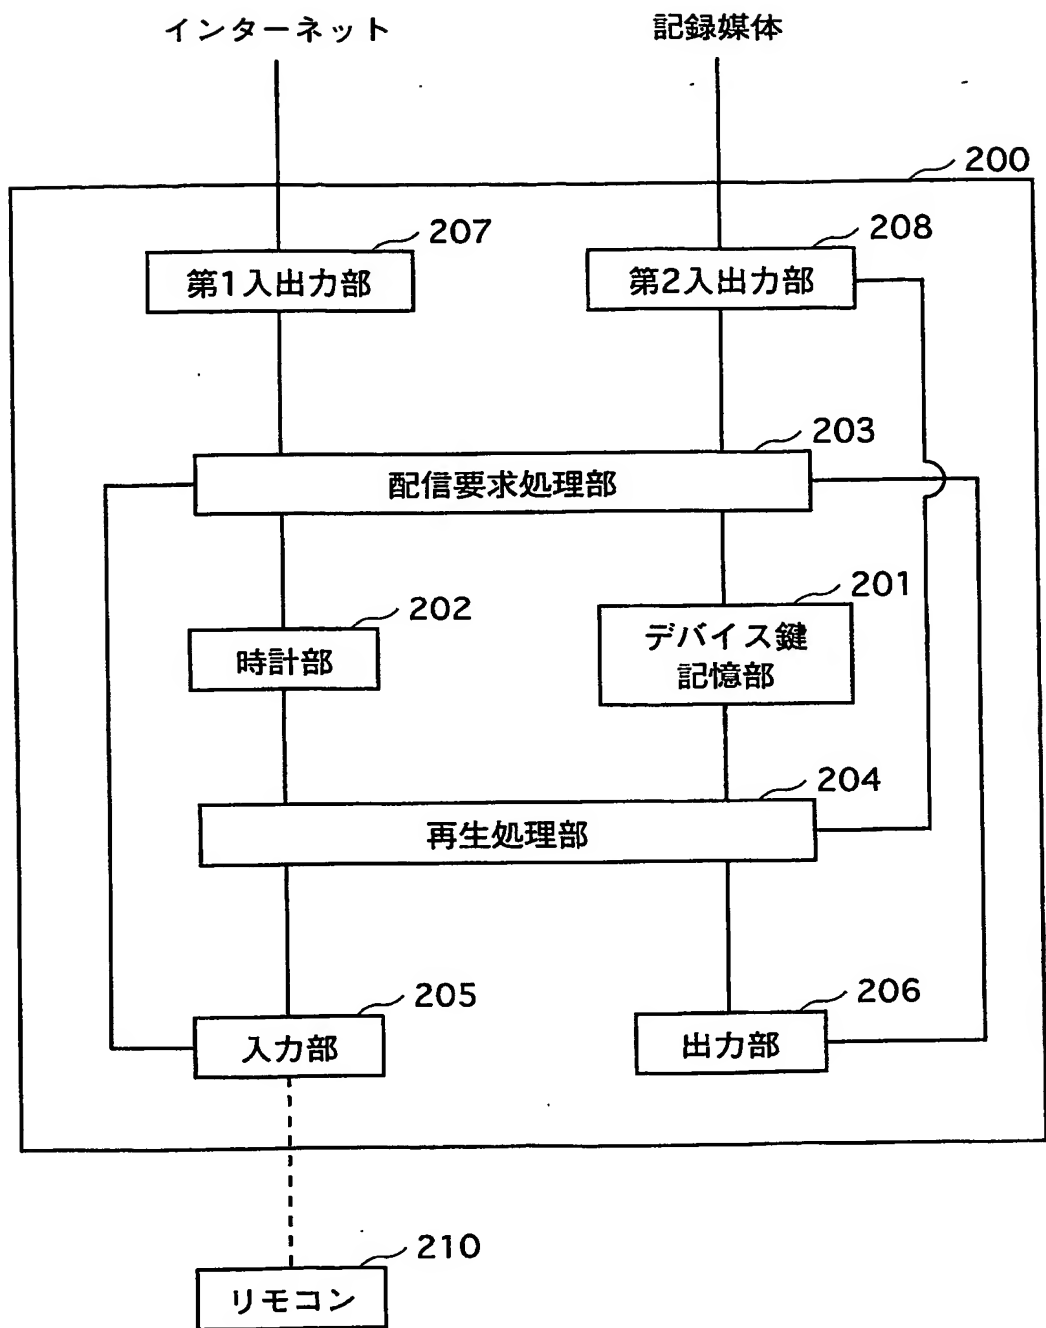 インターネット
記録媒体
200
207
208
第1入出力部
第2入出力部
203
配信要求処理部
201
202
デバイス鍵
記憶部
時計部
204
再生処理部
205
206
入力部
出力部
210
リモコン